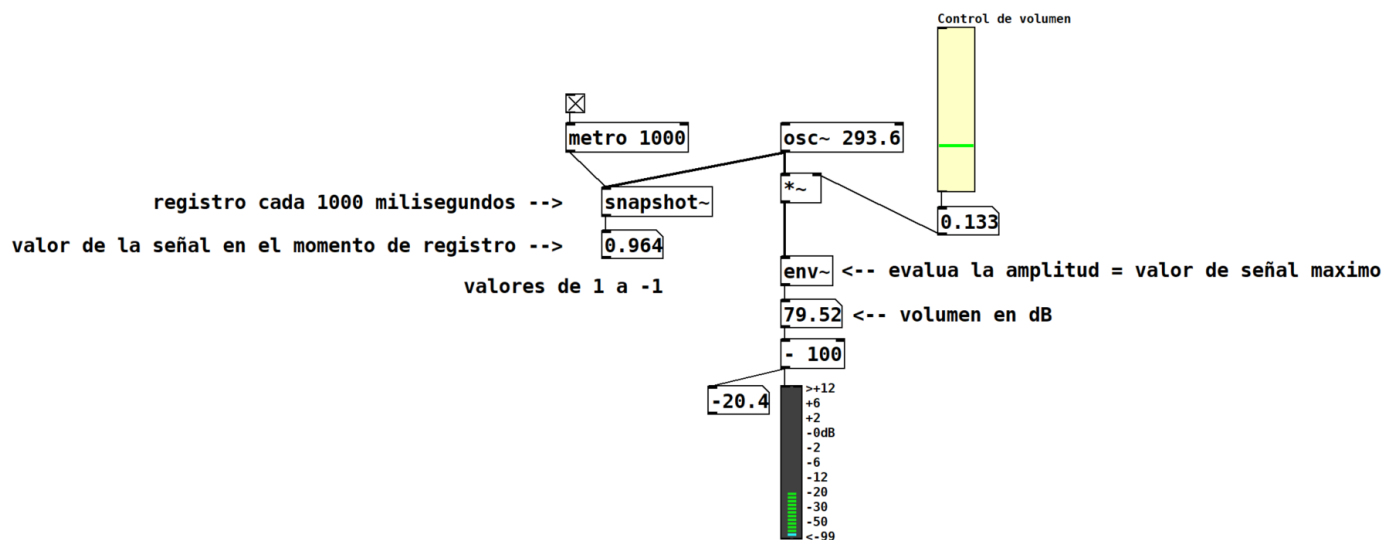 Control de volumen
metro 1000
osc~ 293.6
*~
registro cada 1000 milisegundos -->
snapshot~
0.133
valor de la señal en el momento de registro -->
0.964
valores de 1 a -1
env~
<-- evalua la amplitud = valor de señal maximo
79.52
<-- volumen en dB
- 100
-20.4
>+12
+6
+2
-0dB
-2
-6
-12
-20
-30
-50
<-99